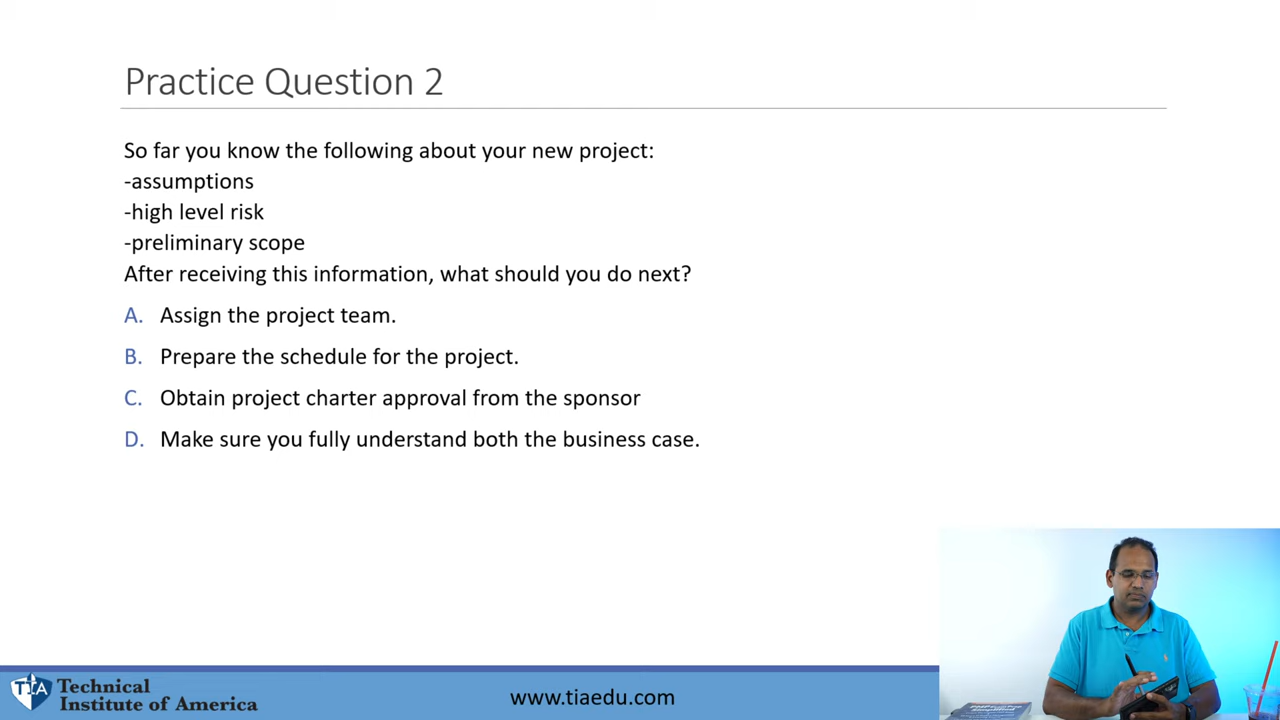 Practice Question 2
So far you know the following about your new project:
-assumptions
-high level risk
-preliminary scope
After receiving this information, what should you do next?
A. Assign the project team.
B. Prepare the schedule for the project.
C. Obtain project charter approval from the sponsor
D. Make sure you fully understand both the business case.
TIA
Technical
Institute of America
www.tiaedu.com